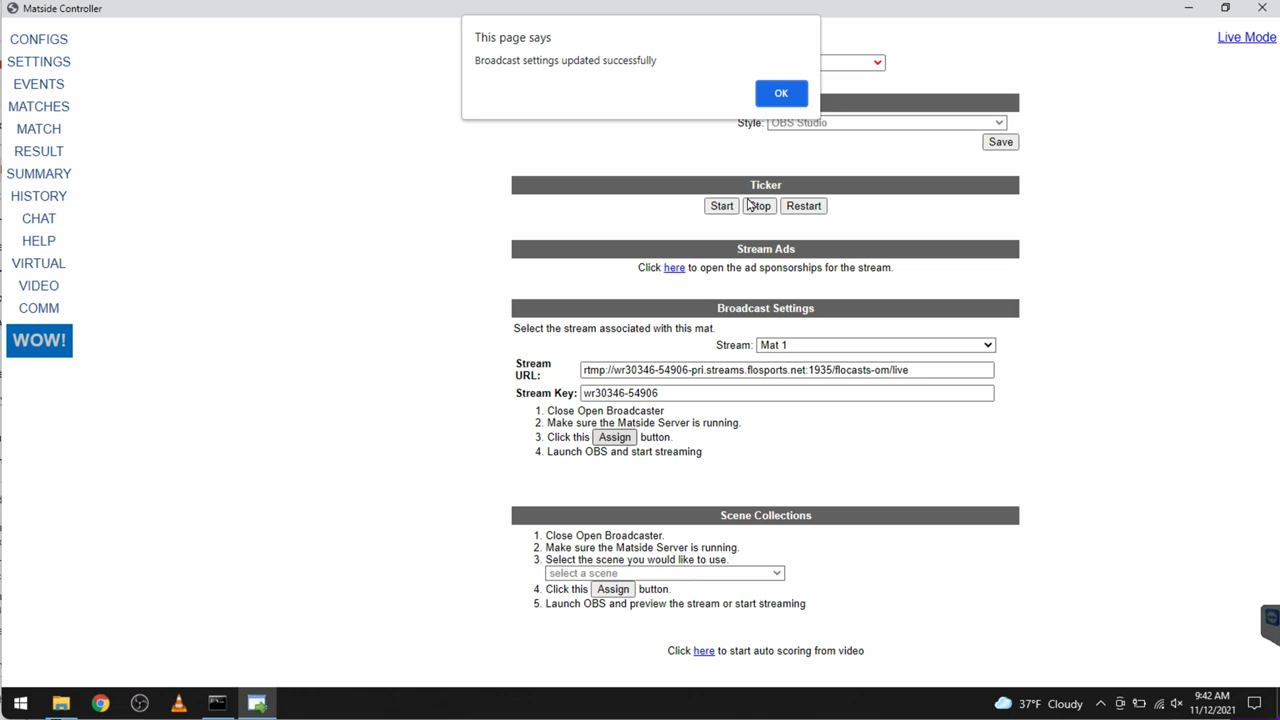 Matside Controller
This page says
Broadcast settings updated successfully
OK
Live Mode
CONFIGS
SETTINGS
EVENTS
MATCHES
MATCH
RESULT
SUMMARY
HISTORY
CHAT
HELP
VIRTUAL
VIDEO
COMM
WOW!
Style: OBS Studio
Save
Ticker
Start Stop Restart
Stream Ads
Click here to open the ad sponsorships for the stream.
Broadcast Settings
Select the stream associated with this mat.
Stream: Mat 1
Stream URL: rtmp://wr30346-54906-pri.streams.flosports.net:1935/flocasts-om/live
Stream Key: wr30346-54906
1. Close Open Broadcaster
2. Make sure the Matside Server is running.
3. Click this Assign button.
4. Launch OBS and start streaming
Scene Collections
1. Close Open Broadcaster.
2. Make sure the Matside Server is running.
3. Select the scene you would like to use.
select a scene
4. Click this Assign button.
5. Launch OBS and preview the stream or start streaming
Click here to start auto scoring from video
37°F Cloudy
9:42 AM
11/12/2021